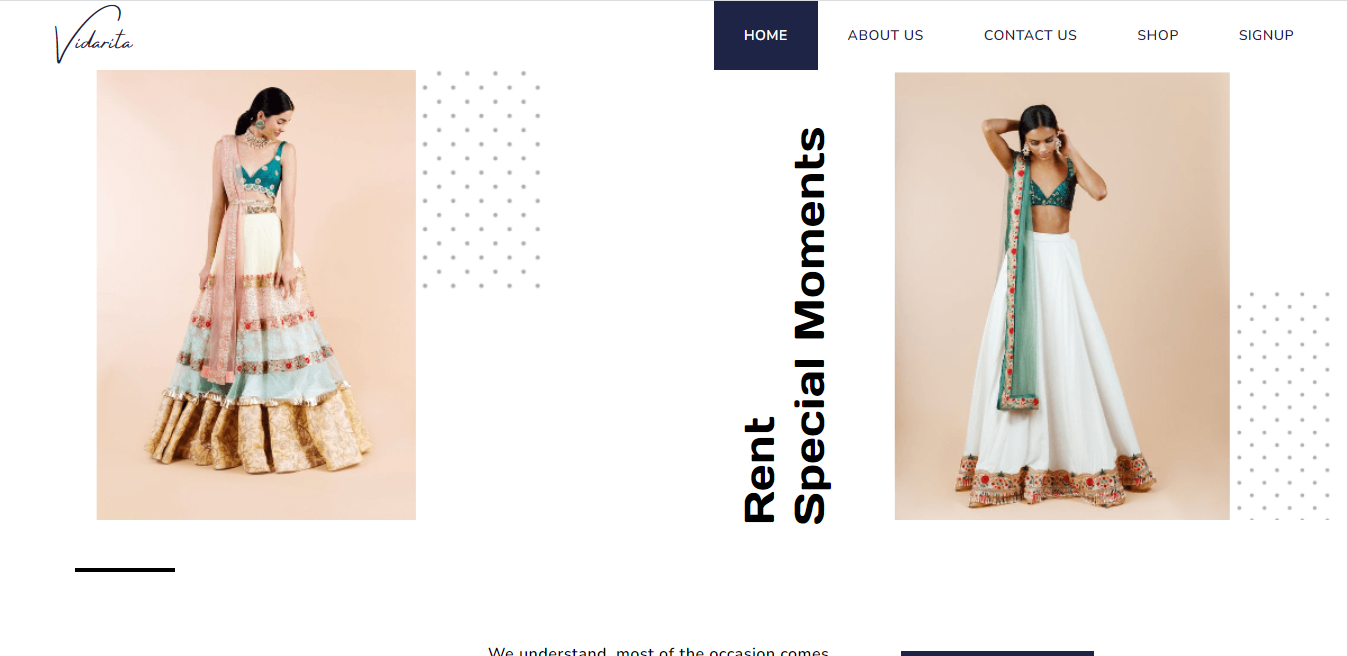 Vidarita
HOME
ABOUT US
CONTACT US
SHOP
SIGNUP
Rent
Special Moments
We understand, most of the occasion comes